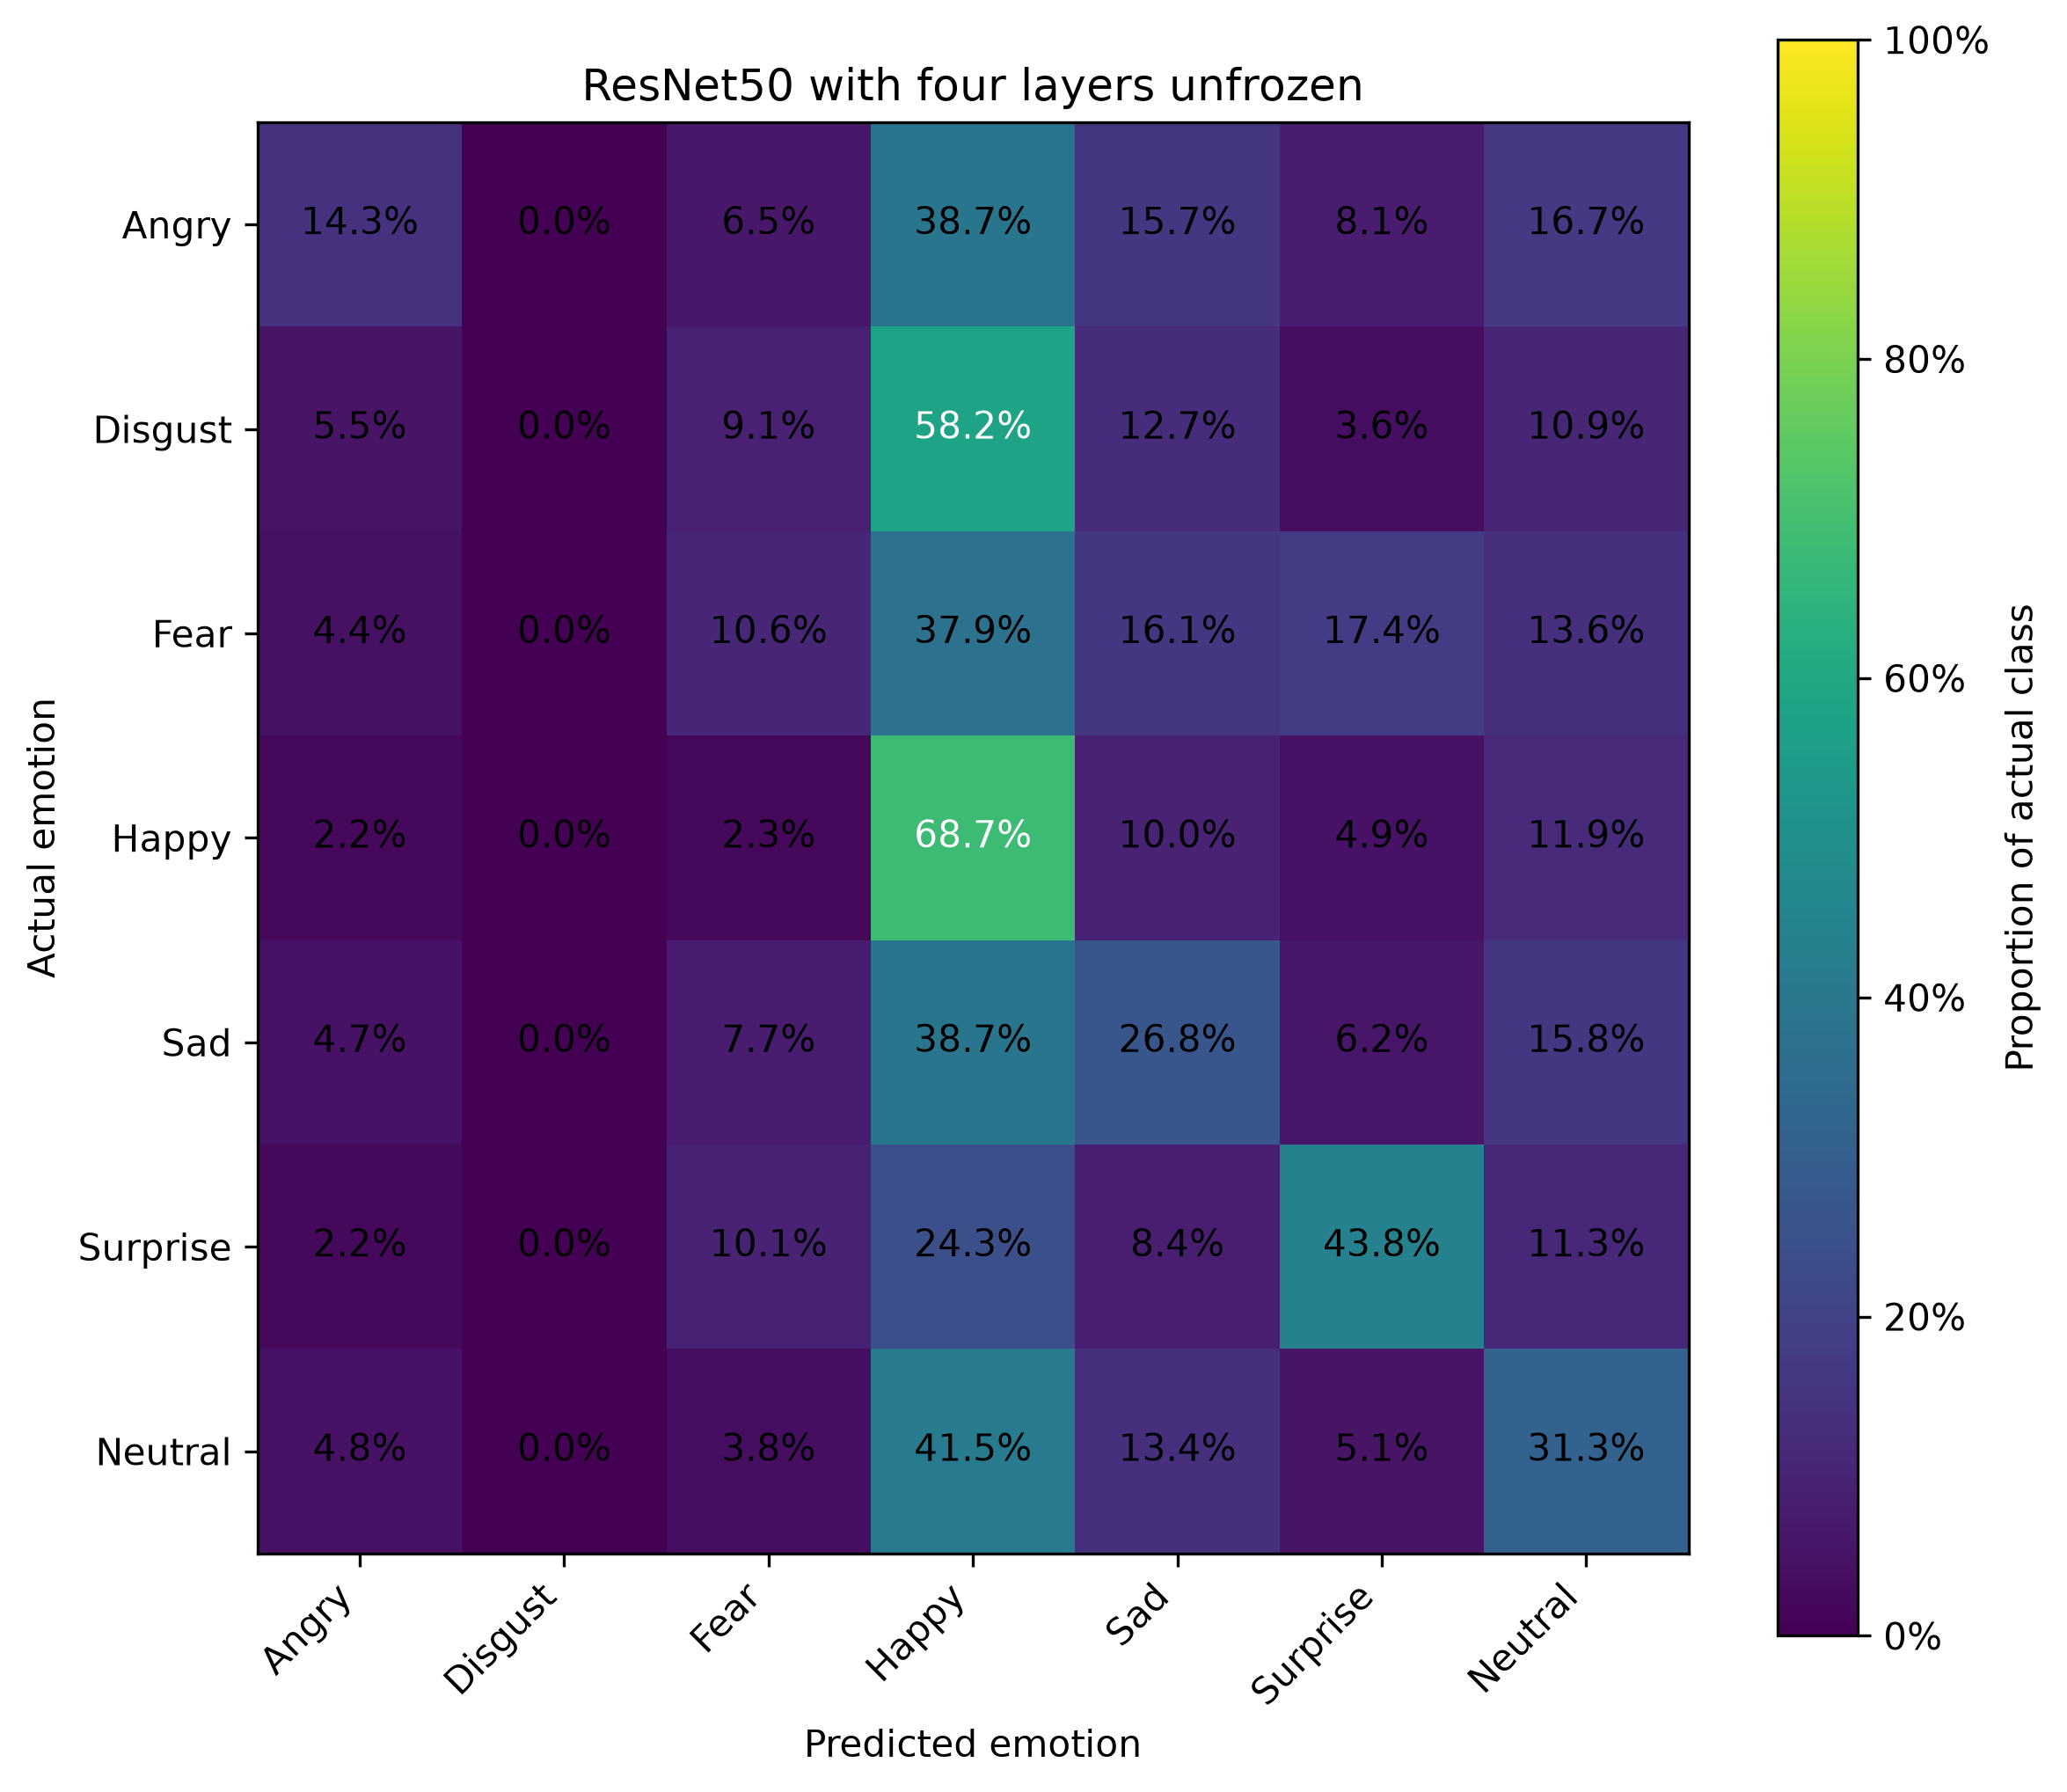 ResNet50 with four layers unfrozen
100%
80%
60%
40%
20%
0%
Proportion of actual class
Actual emotion
Angry 14.3% 0.0% 6.5% 38.7% 15.7% 8.1% 16.7%
Disgust 5.5% 0.0% 9.1% 58.2% 12.7% 3.6% 10.9%
Fear 4.4% 0.0% 10.6% 37.9% 16.1% 17.4% 13.6%
Happy 2.2% 0.0% 2.3% 68.7% 10.0% 4.9% 11.9%
Sad 4.7% 0.0% 7.7% 38.7% 26.8% 6.2% 15.8%
Surprise 2.2% 0.0% 10.1% 24.3% 8.4% 43.8% 11.3%
Neutral 4.8% 0.0% 3.8% 41.5% 13.4% 5.1% 31.3%
Angry Disgust Fear Happy Sad Surprise Neutral
Predicted emotion